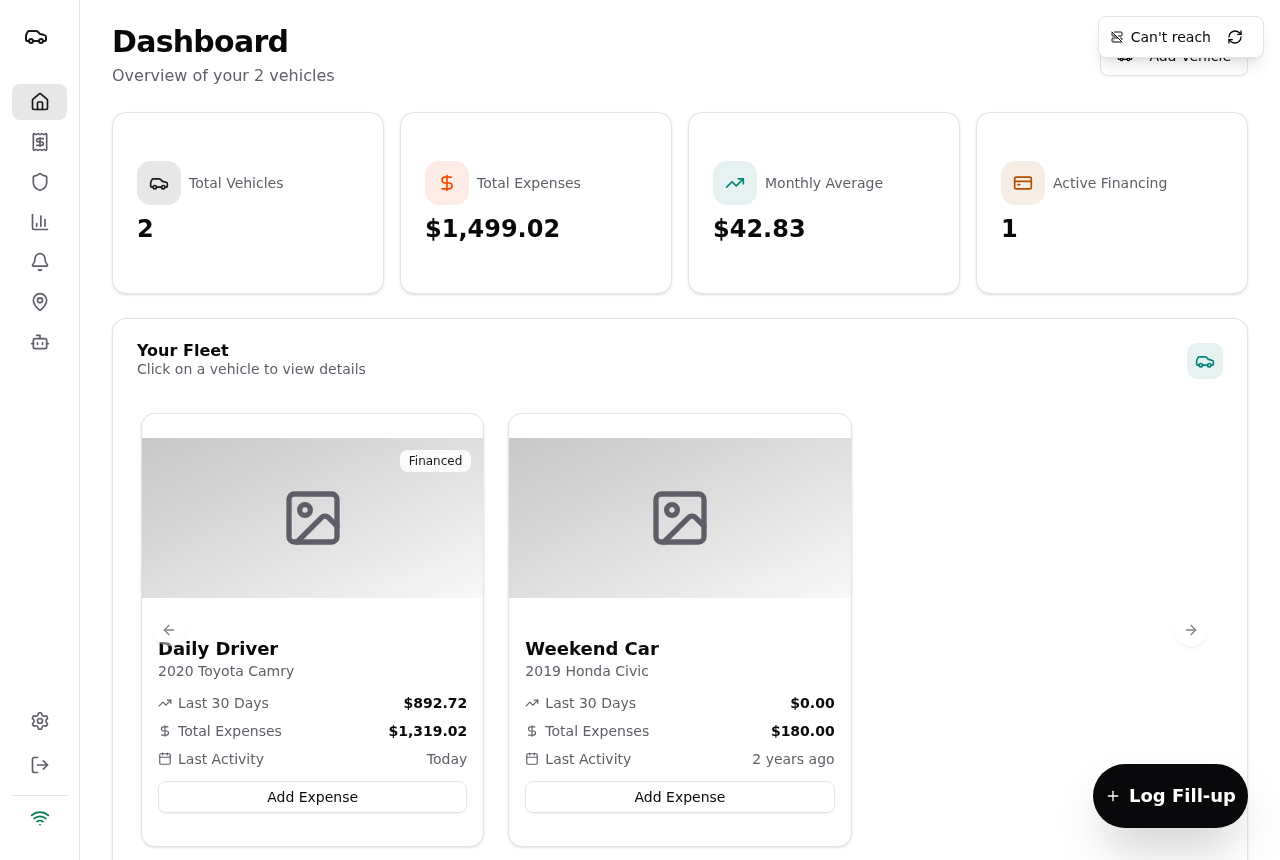 Dashboard
Overview of your 2 vehicles
Can't reach
Add Vehicle
Total Vehicles
2
Total Expenses
$1,499.02
Monthly Average
$42.83
Active Financing
1
Your Fleet
Click on a vehicle to view details
Financed
Daily Driver
2020 Toyota Camry
Last 30 Days $892.72
Total Expenses $1,319.02
Last Activity Today
Add Expense
Weekend Car
2019 Honda Civic
Last 30 Days $0.00
Total Expenses $180.00
Last Activity 2 years ago
Add Expense
Log Fill-up